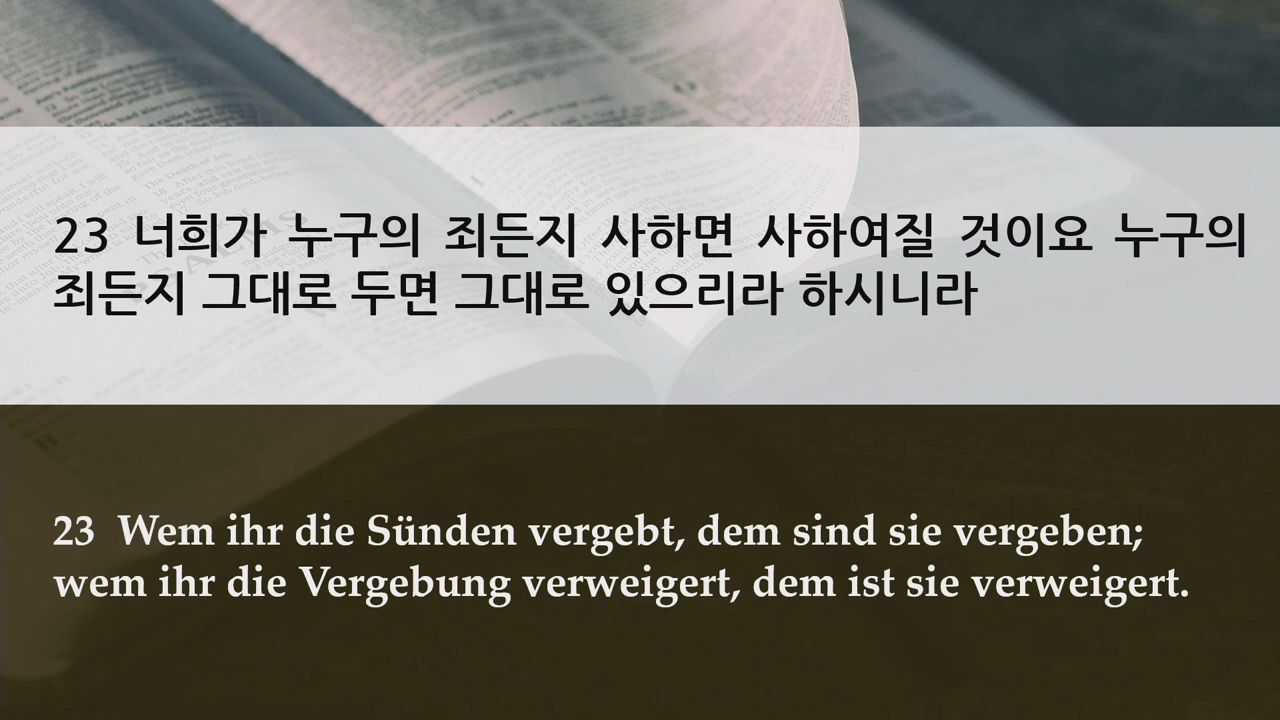 23 너희가 누구의 죄든지 사하면 사하여질 것이요 누구의
죄든지 그대로 두면 그대로 있으리라 하시니라
23 Wem ihr die Sünden vergebt, dem sind sie vergeben;
wem ihr die Vergebung verweigert, dem ist sie verweigert.